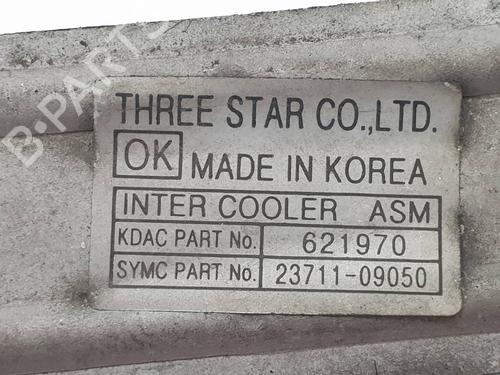 B-PARTS
THREE STAR CO.,LTD.
OK MADE IN KOREA
INTER COOLER ASM
KDAC PART No. 621970
SYMC PART No. 23711-09050